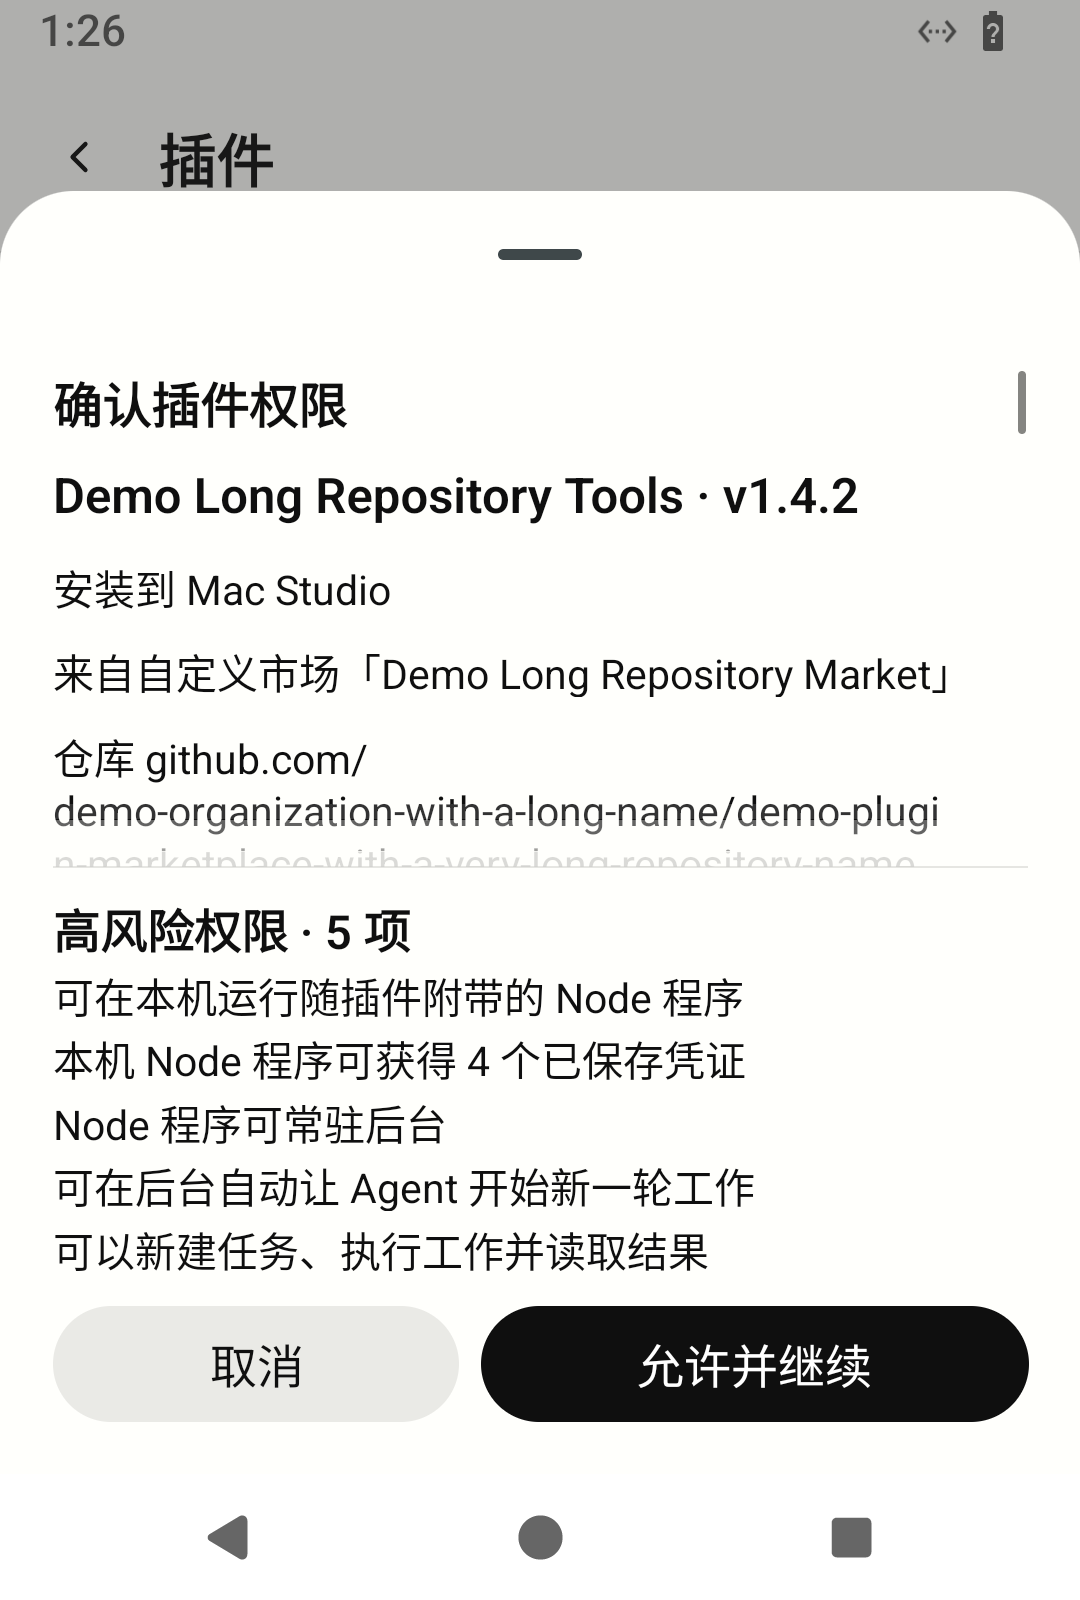 1:26
插件
确认插件权限
Demo Long Repository Tools · v1.4.2
安装到 Mac Studio
来自自定义市场「Demo Long Repository Market」
仓库 github.com/
demo-organization-with-a-long-name/demo-plugi
n-marketplace-with-a-very-long-repository-name
高风险权限 · 5 项
可在本机运行随插件附带的 Node 程序
本机 Node 程序可获得 4 个已保存凭证
Node 程序可常驻后台
可在后台自动让 Agent 开始新一轮工作
可以新建任务、执行工作并读取结果
取消
允许并继续